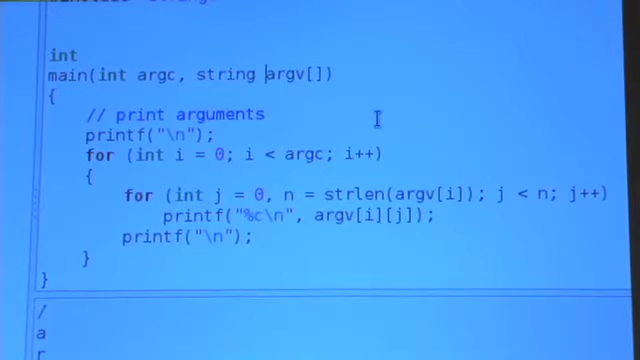 int
main(int argc, string argv[])
{
// print arguments
printf("\n");
for (int i = 0; i < argc; i++)
{
for (int j = 0, n = strlen(argv[i]); j < n; j++)
printf("%c\n", argv[i][j]);
printf("\n");
}
}
/
a
r